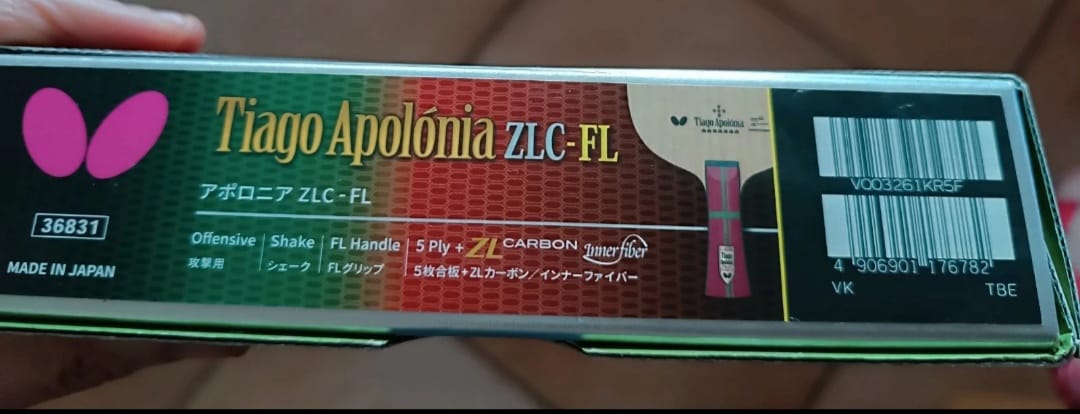 Tiago Apolónia ZLC-FL
アポロニア ZLC - FL
36831
MADE IN JAPAN
Offensive Shake FL Handle 5 Ply + ZL CARBON Innerfiber
攻撃用 シェーク FLグリップ 5枚合板+ZLカーボン/インナーファイバー
Tiago Apolónia
V003261KR5F
4 906901 176782
VK TBE